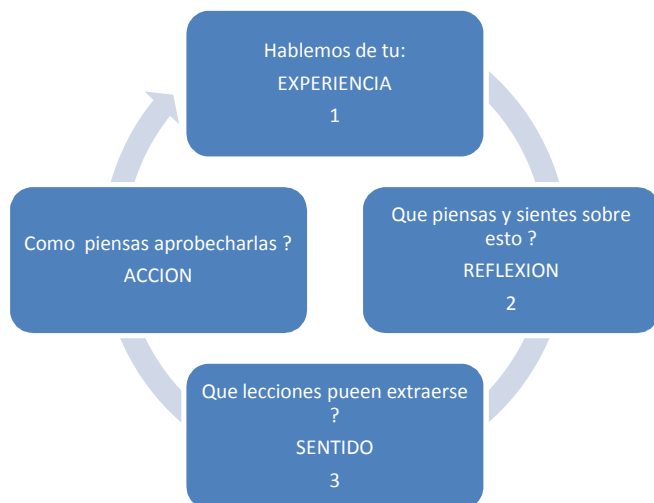 Hablemos de tu:
EXPERIENCIA
1
Que piensas y sientes sobre
esto ?
REFLEXION
2
Que lecciones pueen extraerse
?
SENTIDO
3
Como piensas aprobecharlas ?
ACCION